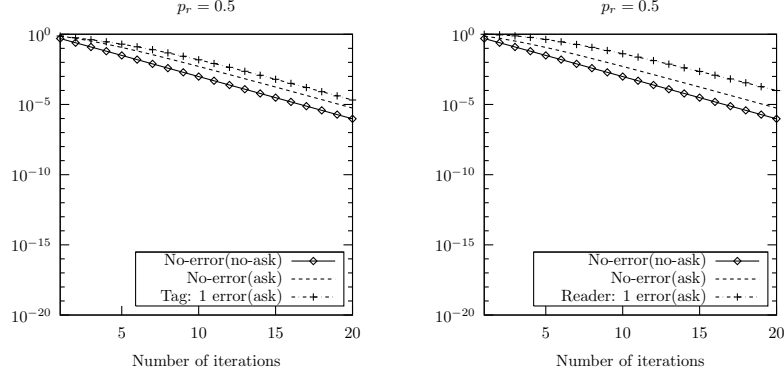 p_r = 0.5
10^0
10^-5
10^-10
10^-15
10^-20
No-error(no-ask)
No-error(ask)
Tag: 1 error(ask)
5 10 15 20
Number of iterations
p_r = 0.5
10^0
10^-5
10^-10
10^-15
10^-20
No-error(no-ask)
No-error(ask)
Reader: 1 error(ask)
5 10 15 20
Number of iterations